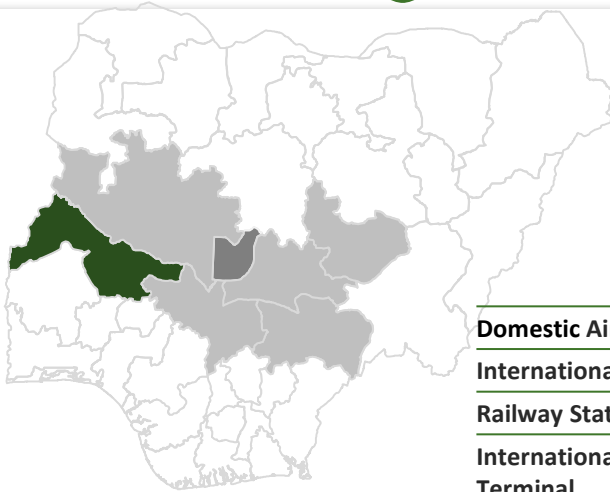 Domestic Ai
Internationa
Railway Stat
Internationa
Terminal